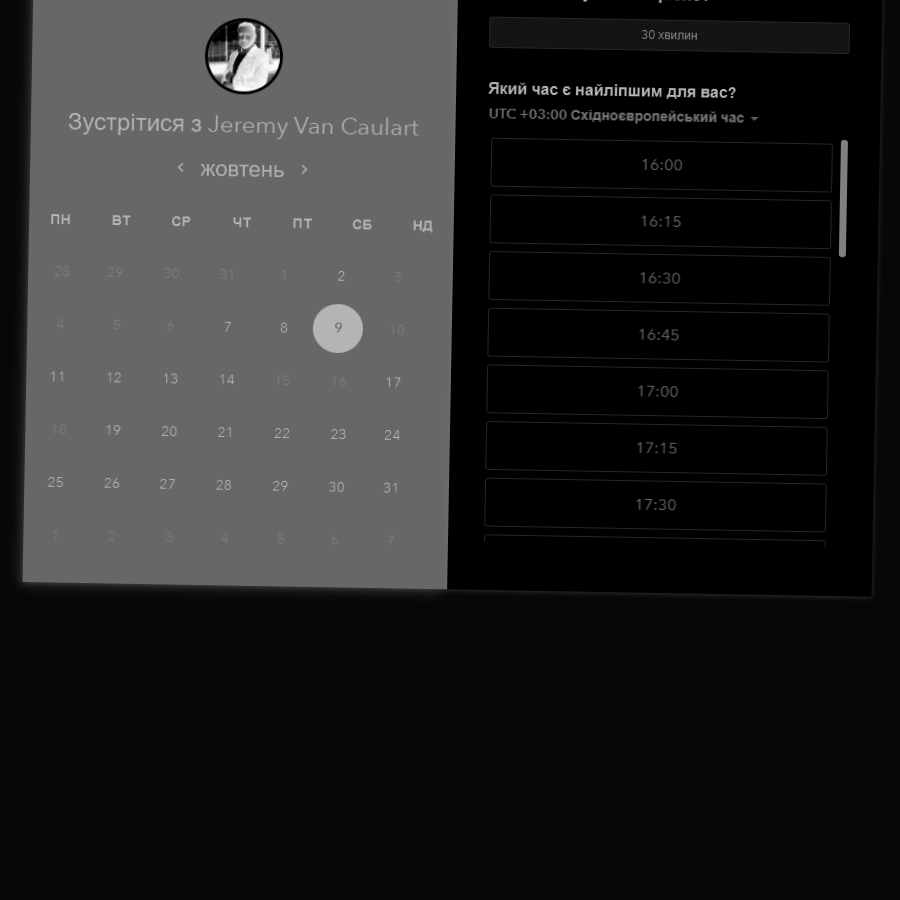 30 хвилин
Який час є найліпшим для вас?
UTC +03:00 Східноєвропейський час
16:00
16:15
16:30
16:45
17:00
17:15
17:30
Зустрітися з Jeremy Van Caulart
жовтень
ПН ВТ СР ЧТ ПТ СБ НД
28 29 30 31 1 2 3
4 5 6 7 8 9 10
11 12 13 14 15 16 17
18 19 20 21 22 23 24
25 26 27 28 29 30 31
1 2 3 4 5 6 7